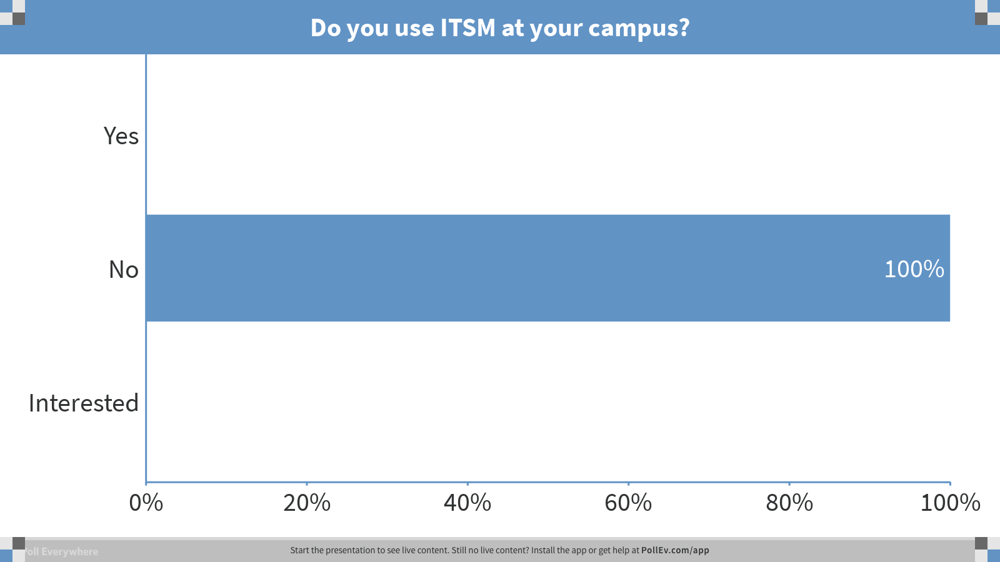 Do you use ITSM at your campus?
Yes
No
100%
Interested
0% 20% 40% 60% 80% 100%
Poll Everywhere
Start the presentation to see live content. Still no live content? Install the app or get help at PollEv.com/app